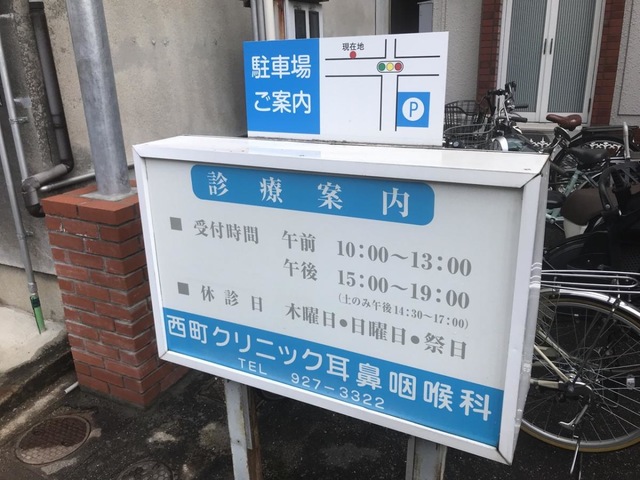 現在地
駐車場
ご案内
P
診療案内
■ 受付時間 午前 10:00～13:00
午後 15:00～19:00
(土のみ午後14:30～17:00)
■ 休診日 木曜日●日曜日●祭日
西町クリニック耳鼻咽喉科
TEL 927-3322